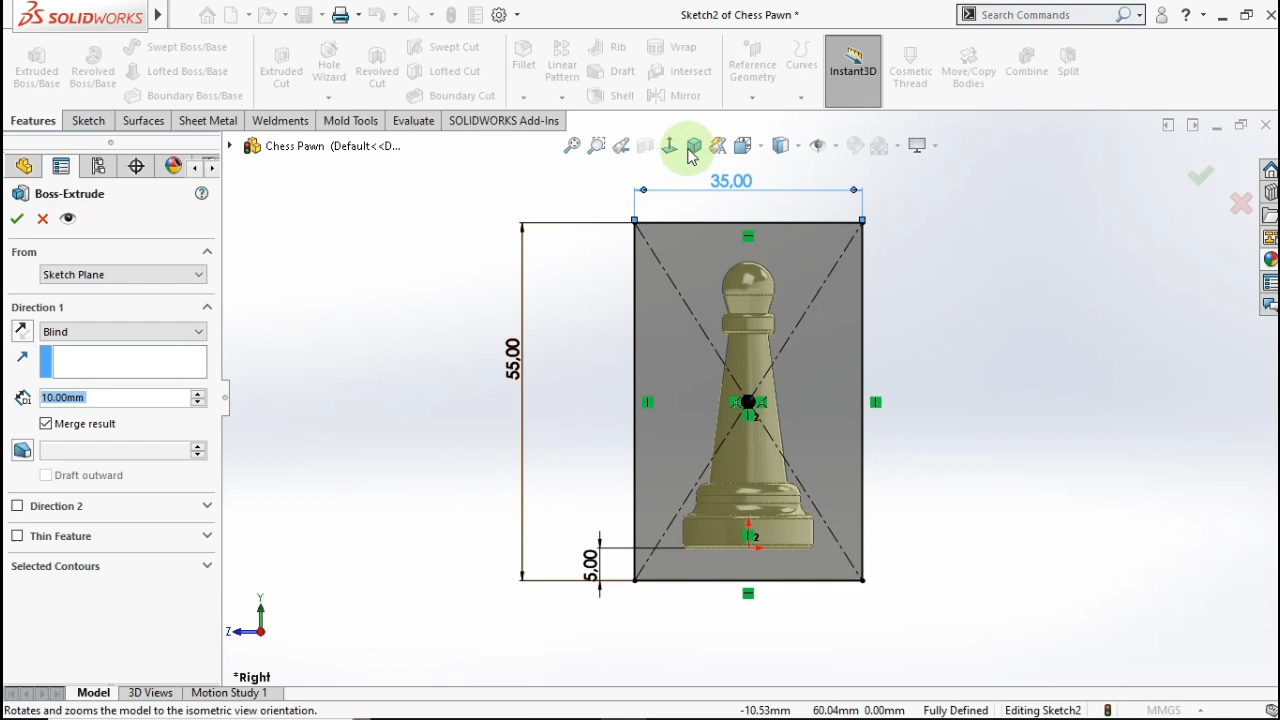 SOLIDWORKS
Sketch2 of Chess Pawn *
Search Commands
?
Extruded Boss/Base
Revolved Boss/Base
Swept Boss/Base
Lofted Boss/Base
Boundary Boss/Base
Extruded Cut
Hole Wizard
Revolved Cut
Swept Cut
Lofted Cut
Boundary Cut
Fillet
Linear Pattern
Rib
Draft
Shell
Wrap
Intersect
Mirror
Reference Geometry
Curves
Instant3D
Cosmetic Thread
Move/Copy Bodies
Combine
Split
Features Sketch Surfaces Sheet Metal Weldments Mold Tools Evaluate SOLIDWORKS Add-Ins
Chess Pawn (Default<<D...
Boss-Extrude
From
Sketch Plane
Direction 1
Blind
D1
10.00mm
Merge result
Draft outward
Direction 2
Thin Feature
Selected Contours
35,00
55,00
5,00
2
2
Y
Z
*Right
Model 3D Views Motion Study 1
Rotates and zooms the model to the isometric view orientation.
-10.53mm 60.04mm 0.00mm Fully Defined Editing Sketch2 MMGS